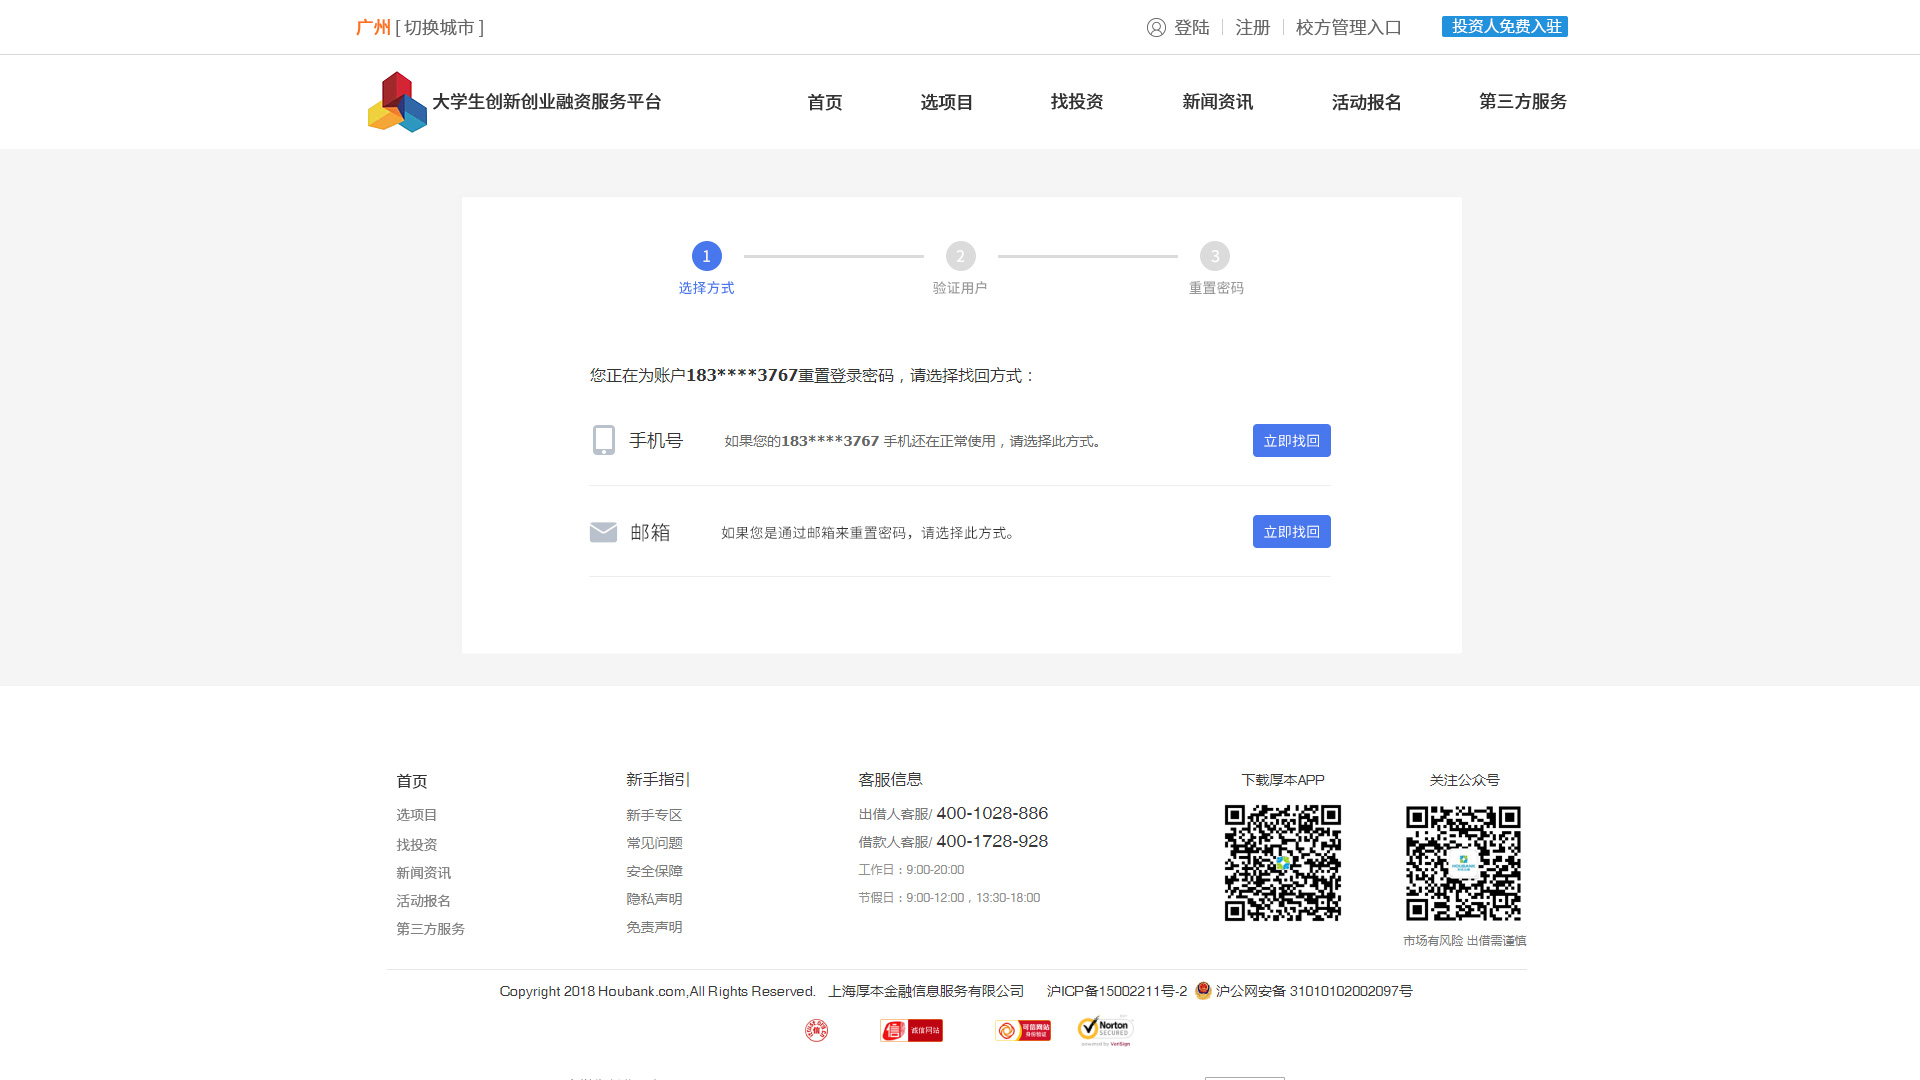 广州 [ 切换城市 ]
登陆 注册 校方管理入口 投资人免费入驻
大学生创新创业融资服务平台 首页 选项目 找投资 新闻资讯 活动报名 第三方服务
1 2 3
选择方式 验证用户 重置密码
您正在为账户183****3767重置登录密码，请选择找回方式：
手机号 如果您的183****3767 手机还在正常使用，请选择此方式。 立即找回
邮箱 如果您是通过邮箱来重置密码，请选择此方式。 立即找回
首页 新手指引 客服信息 下载厚本APP 关注公众号
选项目 新手专区 出借人客服/ 400-1028-886
找投资 常见问题 借款人客服/ 400-1728-928
新闻资讯 安全保障 工作日：9:00-20:00
活动报名 隐私声明 节假日：9:00-12:00，13:30-18:00
第三方服务 免责声明
市场有风险 出借需谨慎
Copyright 2018 Houbank.com,All Rights Reserved. 上海厚本金融信息服务有限公司 沪ICP备15002211号-2 沪公网安备 31010102002097号
信 诚信网站 可信网站 身份验证 Norton SECURED powered by VeriSign